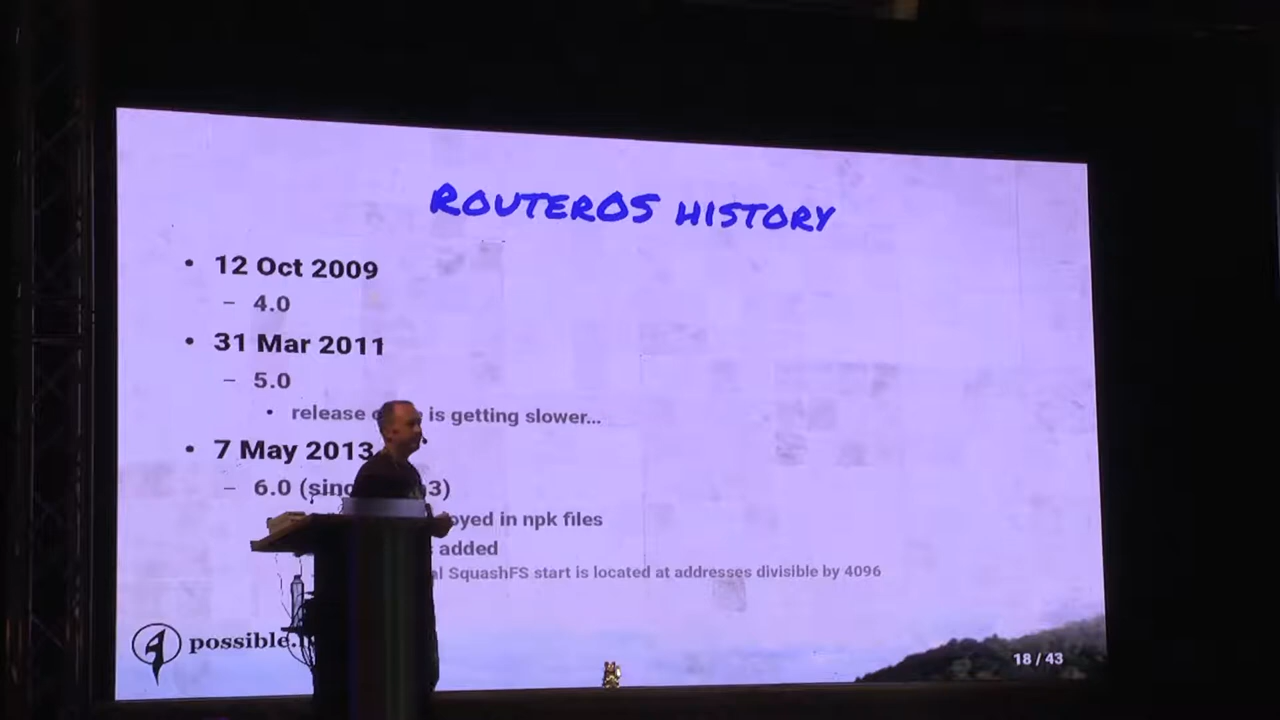 RouterOS history
• 12 Oct 2009
– 4.0
• 31 Mar 2011
– 5.0
• release is getting slower...
• 7 May 2013
– 6.0 3)
in npk files
added
SquashFS start is located at addresses divisible by 4096
possible.
18 / 43